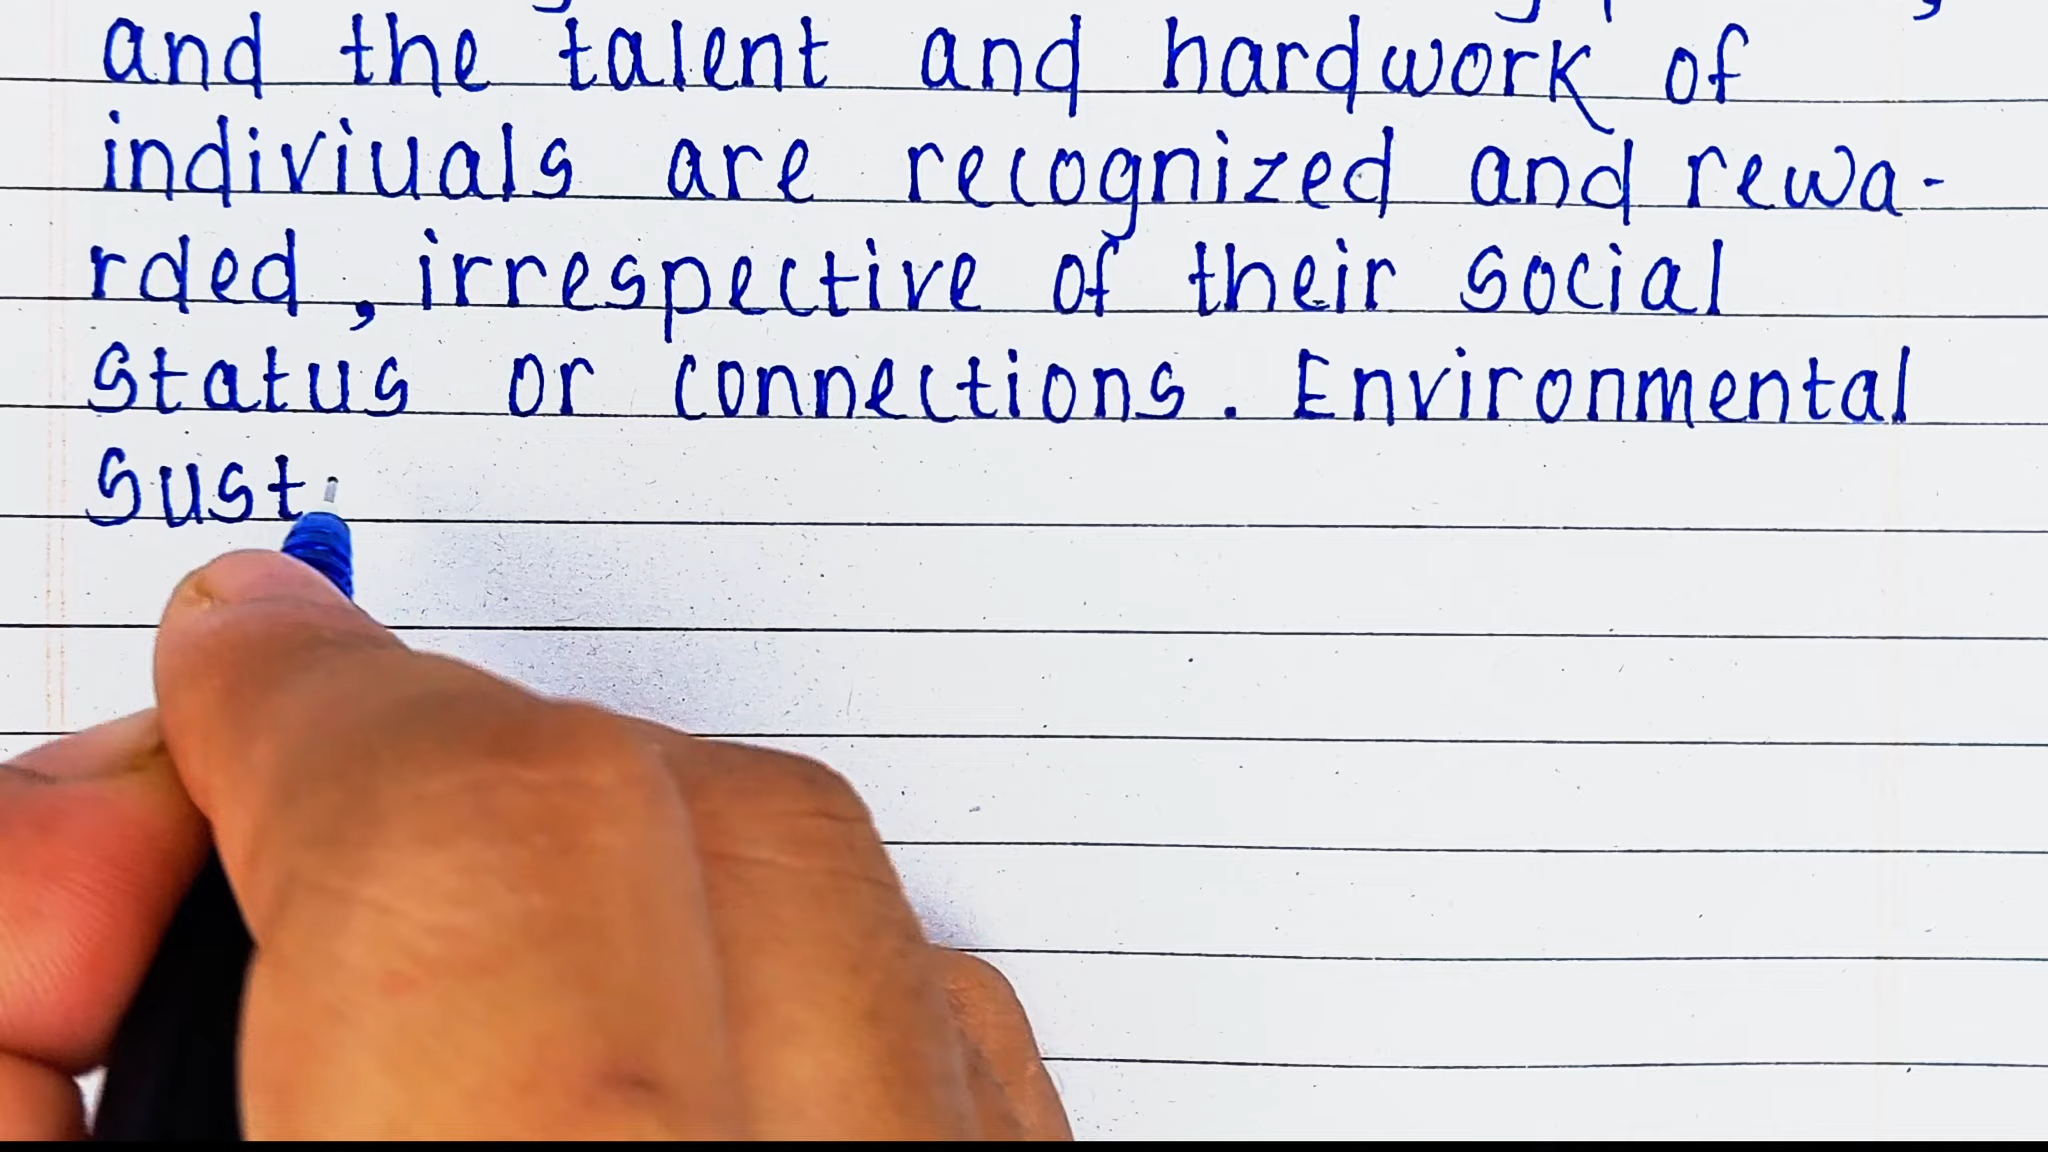 and the talent and hardwork of
indiviuals are recognized and rewa-
rded, irrespective of their social
status or connections. Environmental
sust